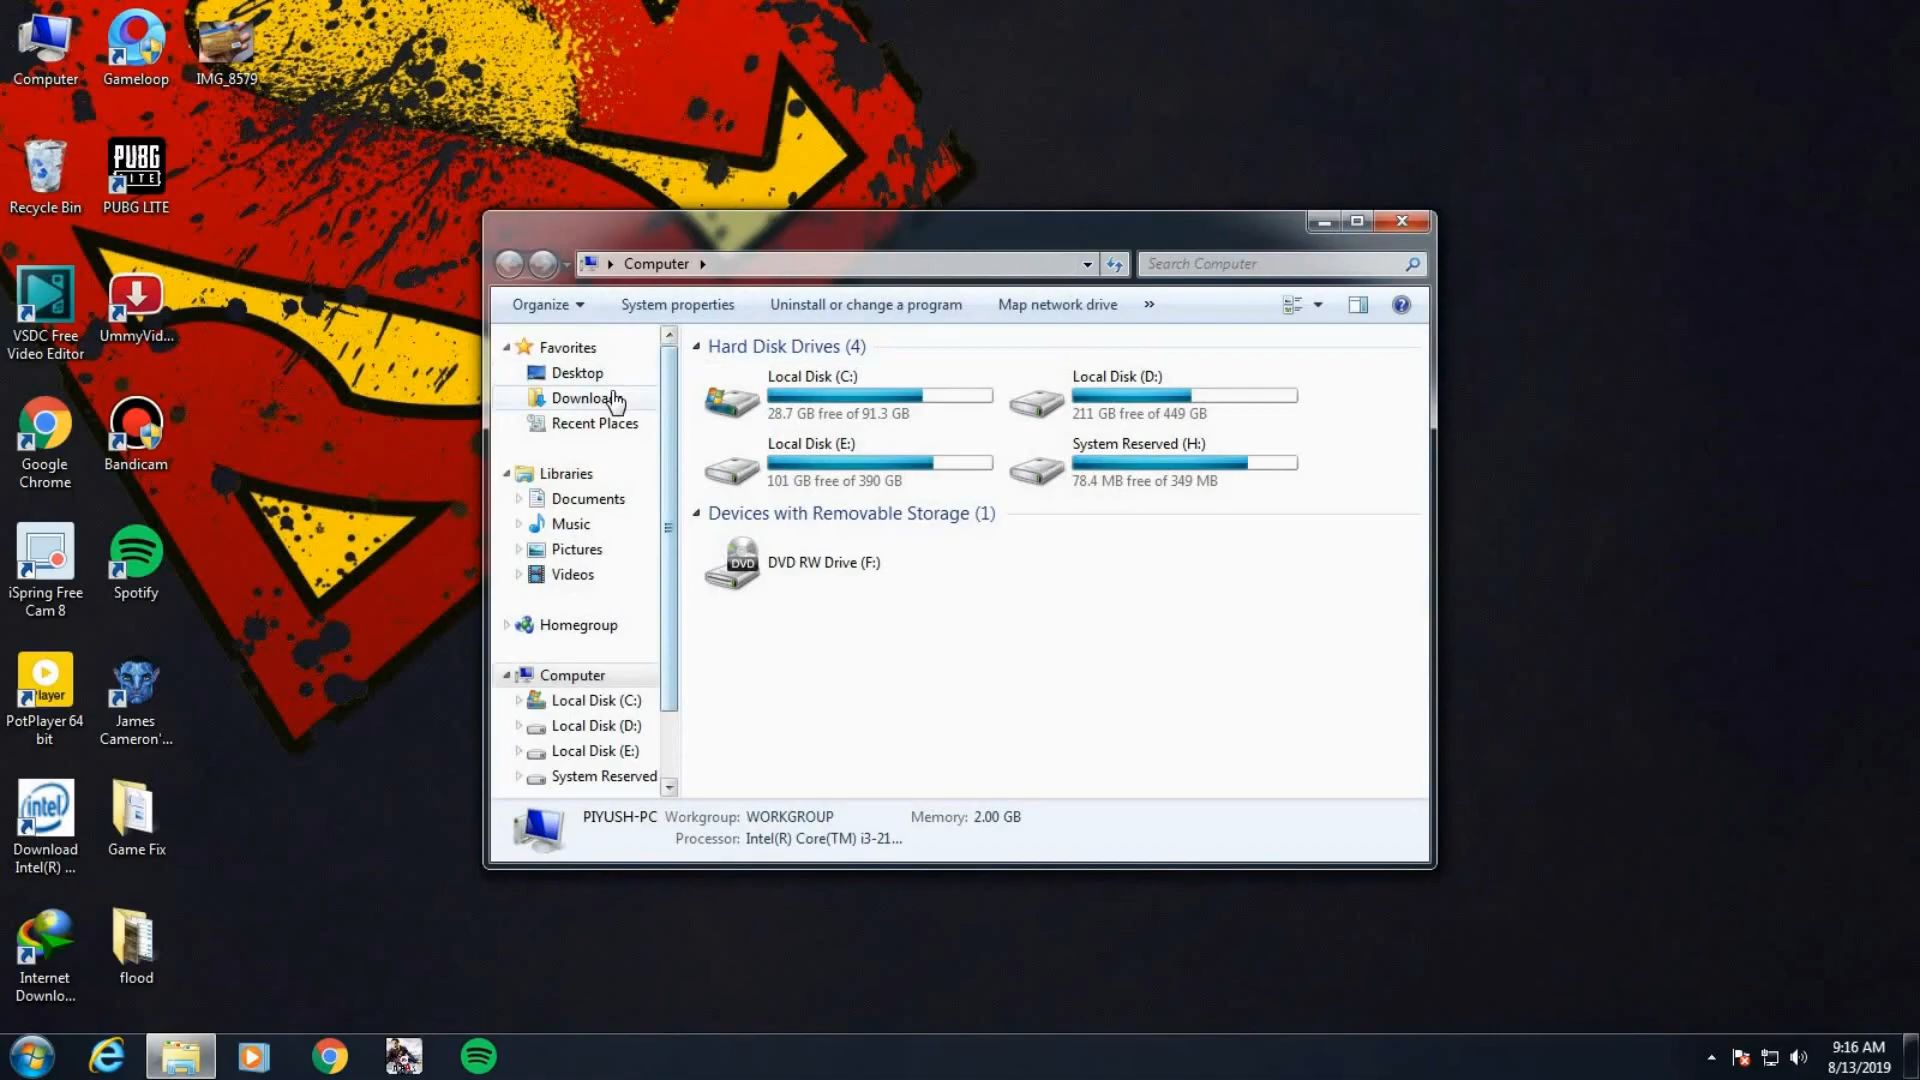 Computer
Gameloop
IMG_8579
Recycle Bin
PUBG
LITE
PUBG LITE
VSDC Free
Video Editor
UmmyVid...
Google
Chrome
Bandicam
iSpring Free
Cam 8
Spotify
PotPlayer 64
bit
James
Cameron'...
intel
Download
Intel(R) ...
Game Fix
Internet
Downlo...
flood
Computer
Search Computer
Organize
System properties
Uninstall or change a program
Map network drive
»
Favorites
Desktop
Downloads
Recent Places
Libraries
Documents
Music
Pictures
Videos
Homegroup
Computer
Local Disk (C:)
Local Disk (D:)
Local Disk (E:)
System Reserved
Hard Disk Drives (4)
Local Disk (C:)
28.7 GB free of 91.3 GB
Local Disk (D:)
211 GB free of 449 GB
Local Disk (E:)
101 GB free of 390 GB
System Reserved (H:)
78.4 MB free of 349 MB
Devices with Removable Storage (1)
DVD
DVD RW Drive (F:)
PIYUSH-PC Workgroup: WORKGROUP Memory: 2.00 GB
Processor: Intel(R) Core(TM) i3-21...
9:16 AM
8/13/2019